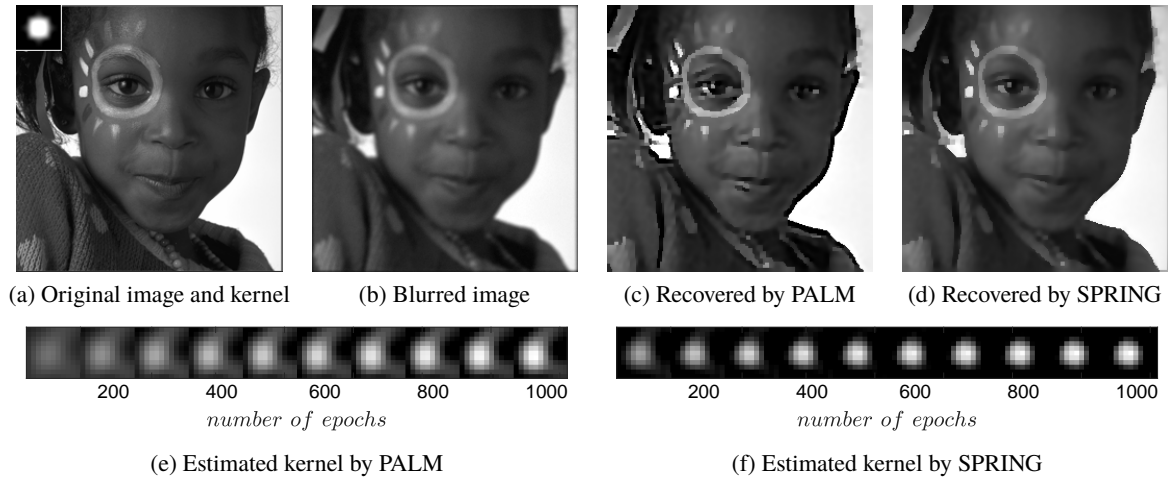 (a) Original image and kernel
(b) Blurred image
(c) Recovered by PALM
(d) Recovered by SPRING
200 400 600 800 1000
number of epochs
(e) Estimated kernel by PALM
200 400 600 800 1000
number of epochs
(f) Estimated kernel by SPRING